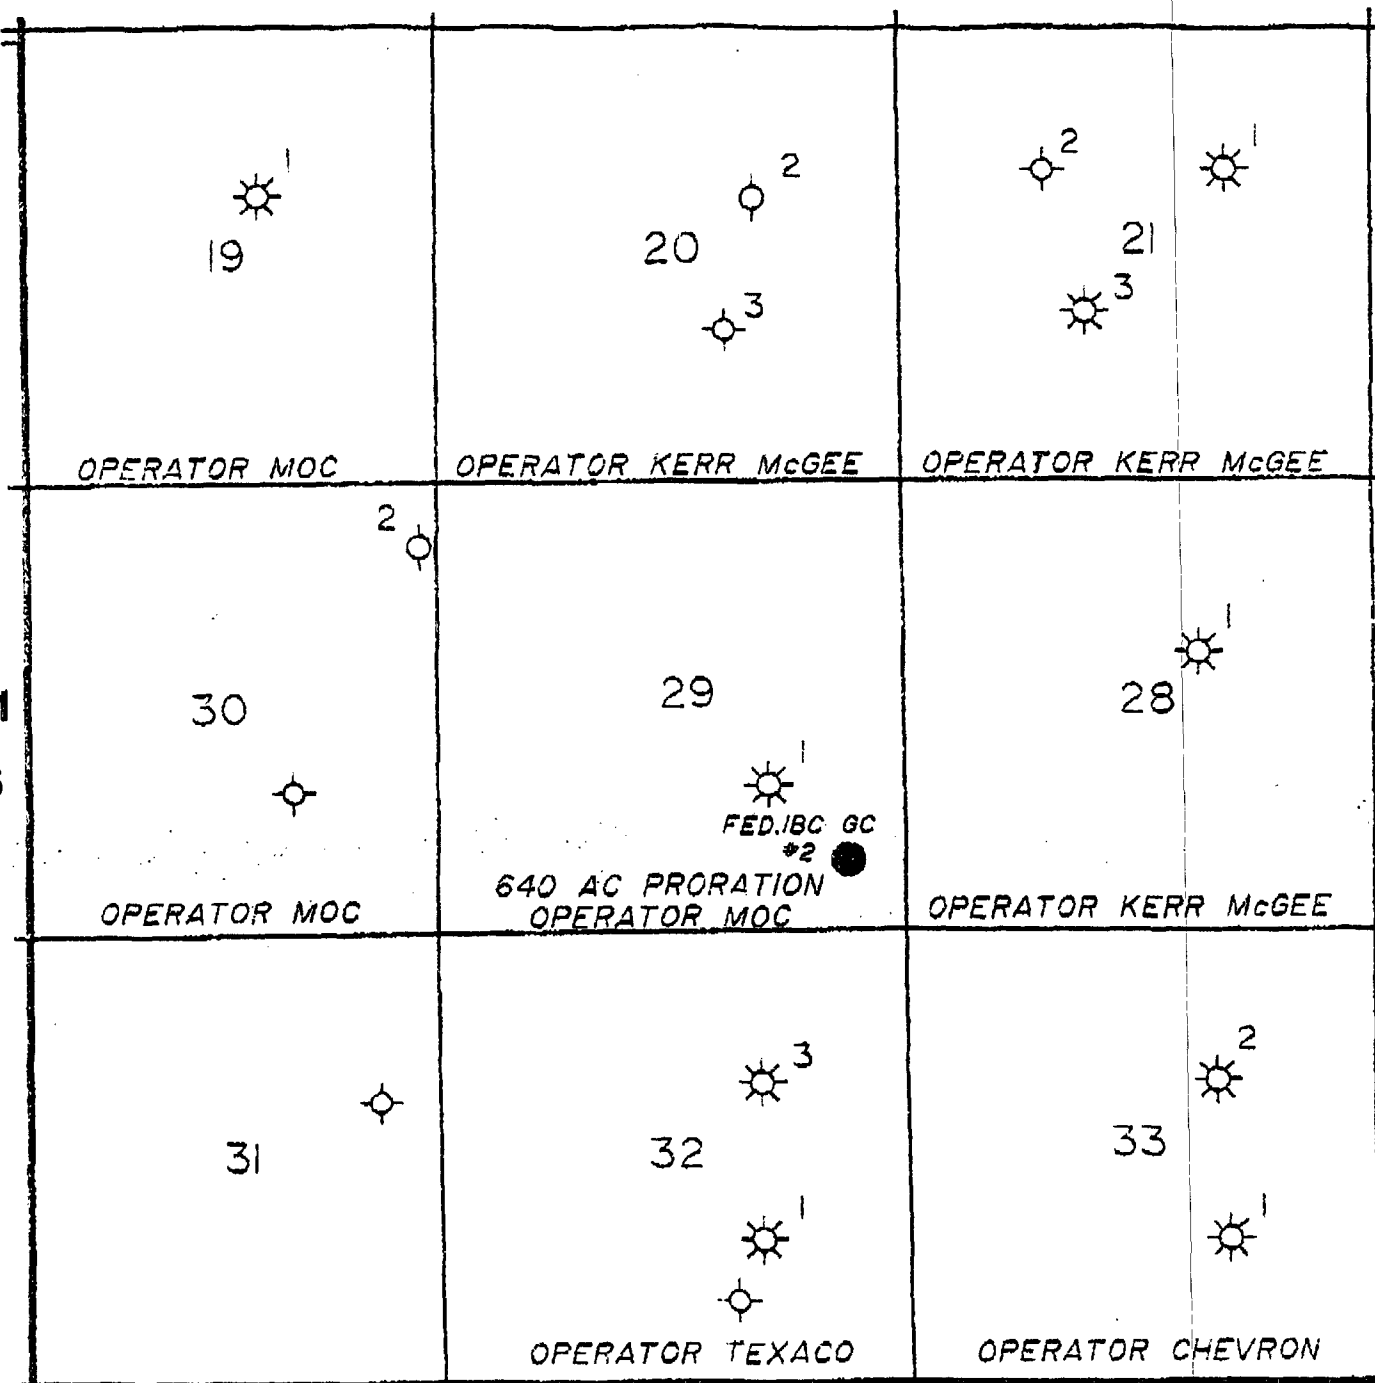 1
19
OPERATOR MOC
2
20
3
OPERATOR KERR McGEE
2
1
21
3
OPERATOR KERR McGEE
2
30
OPERATOR MOC
29
1
FED. IBC GC
#2
640 AC PRORATION
OPERATOR MOC
1
28
OPERATOR KERR McGEE
31
3
32
1
OPERATOR TEXACO
2
33
1
OPERATOR CHEVRON